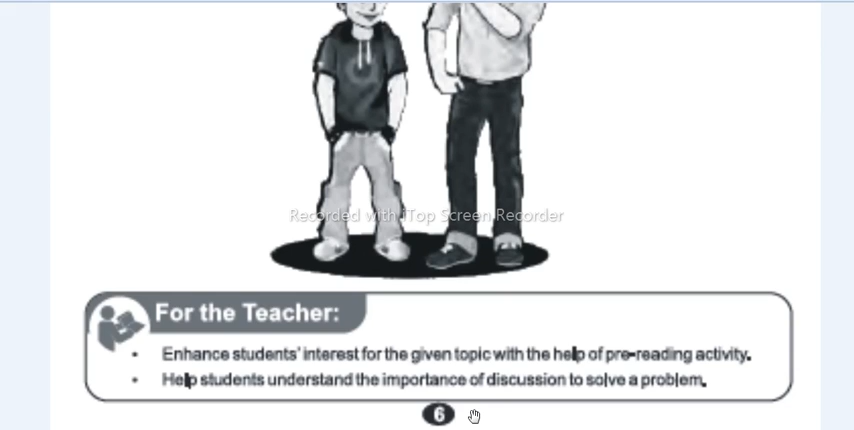 Recorded with iTop Screen Recorder
For the Teacher:
• Enhance students' interest for the given topic with the help of pre-reading activity.
• Help students understand the importance of discussion to solve a problem.
6